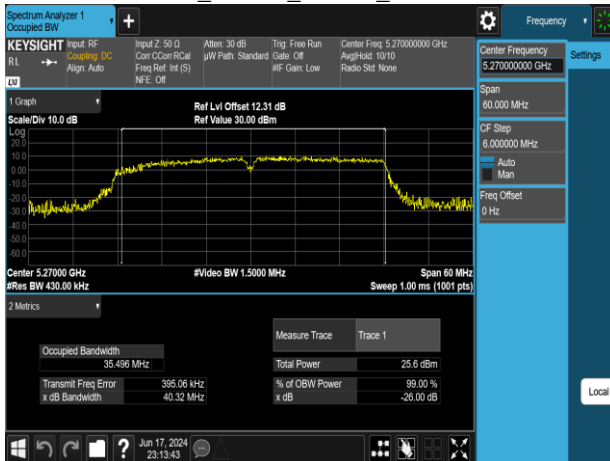 Spectrum Analyzer 1
Occupied BW
+
Frequency
KEYSIGHT
RL
LXI
Input: RF
Coupling: DC
Align: Auto
Input Z: 50 Ω
Corr CCorr RCal
Freq Ref: Int (S)
NFE: Off
Atten: 30 dB
µW Path: Standard
Trig: Free Run
Gate: Off
#IF Gain: Low
Center Freq: 5.270000000 GHz
Avg|Hold: 10/10
Radio Std: None
Center Frequency
5.270000000 GHz
Settings
Span
60.000 MHz
CF Step
6.000000 MHz
Auto
Man
Freq Offset
0 Hz
Local
1 Graph
Scale/Div 10.0 dB
Ref Lvl Offset 12.31 dB
Ref Value 30.00 dBm
Log
20.0
10.0
0.00
-10.0
-20.0
-30.0
-40.0
-50.0
-60.0
Center 5.27000 GHz
#Res BW 430.00 kHz
#Video BW 1.5000 MHz
Span 60 MHz
Sweep 1.00 ms (1001 pts)
2 Metrics
Measure Trace Trace 1
Occupied Bandwidth
35.496 MHz
Total Power 25.6 dBm
Transmit Freq Error 395.06 kHz
% of OBW Power 99.00 %
x dB Bandwidth 40.32 MHz
x dB -26.00 dB
?
Jun 17, 2024
23:13:43